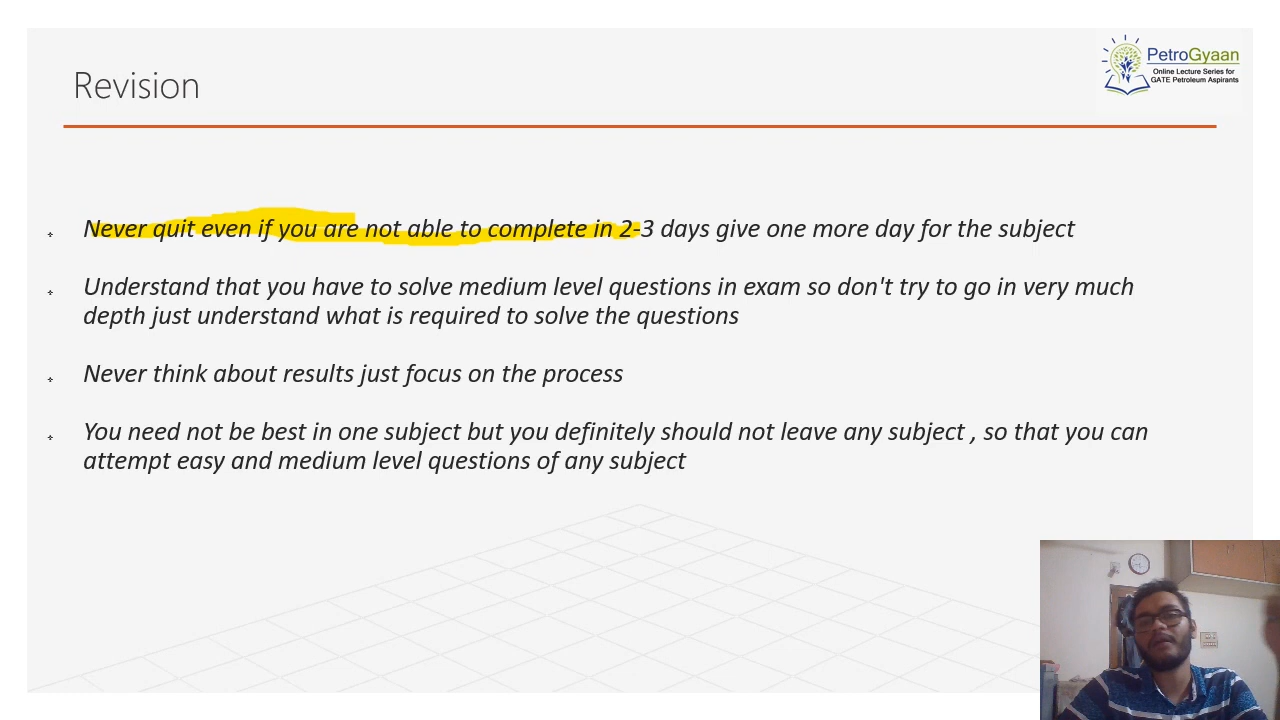 Revision
PetroGyaan
Online Lecture Series for
GATE Petroleum Aspirants
Never quit even if you are not able to complete in 2-3 days give one more day for the subject
Understand that you have to solve medium level questions in exam so don't try to go in very much
depth just understand what is required to solve the questions
Never think about results just focus on the process
You need not be best in one subject but you definitely should not leave any subject , so that you can
attempt easy and medium level questions of any subject